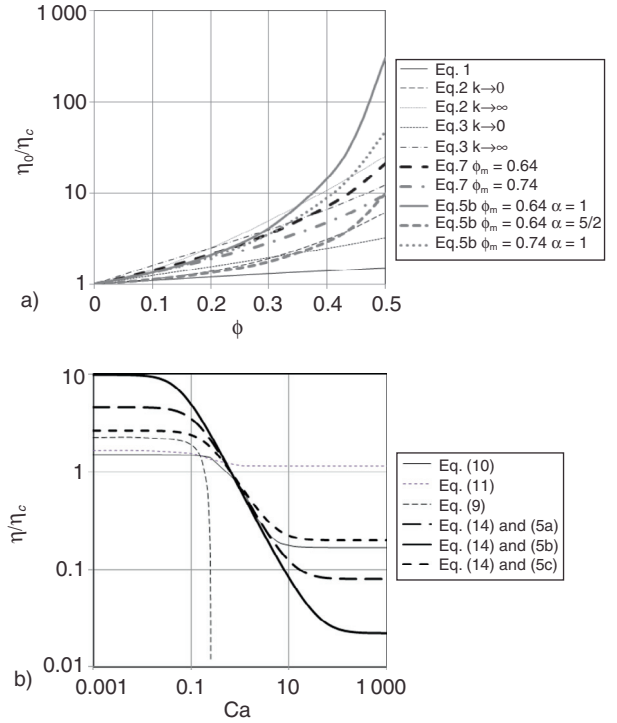 1 000
100
10
1
η0/ηc
0 0.1 0.2 0.3 0.4 0.5
ϕ
a)
Eq. 1
Eq.2 k→0
Eq.2 k→∞
Eq.3 k→0
Eq.3 k→∞
Eq.7 ϕm = 0.64
Eq.7 ϕm = 0.74
Eq.5b ϕm = 0.64 α = 1
Eq.5b ϕm = 0.64 α = 5/2
Eq.5b ϕm = 0.74 α = 1
10
1
0.1
0.01
η/ηc
0.001 0.1 10 1 000
Ca
b)
Eq. (10)
Eq. (11)
Eq. (9)
Eq. (14) and (5a)
Eq. (14) and (5b)
Eq. (14) and (5c)